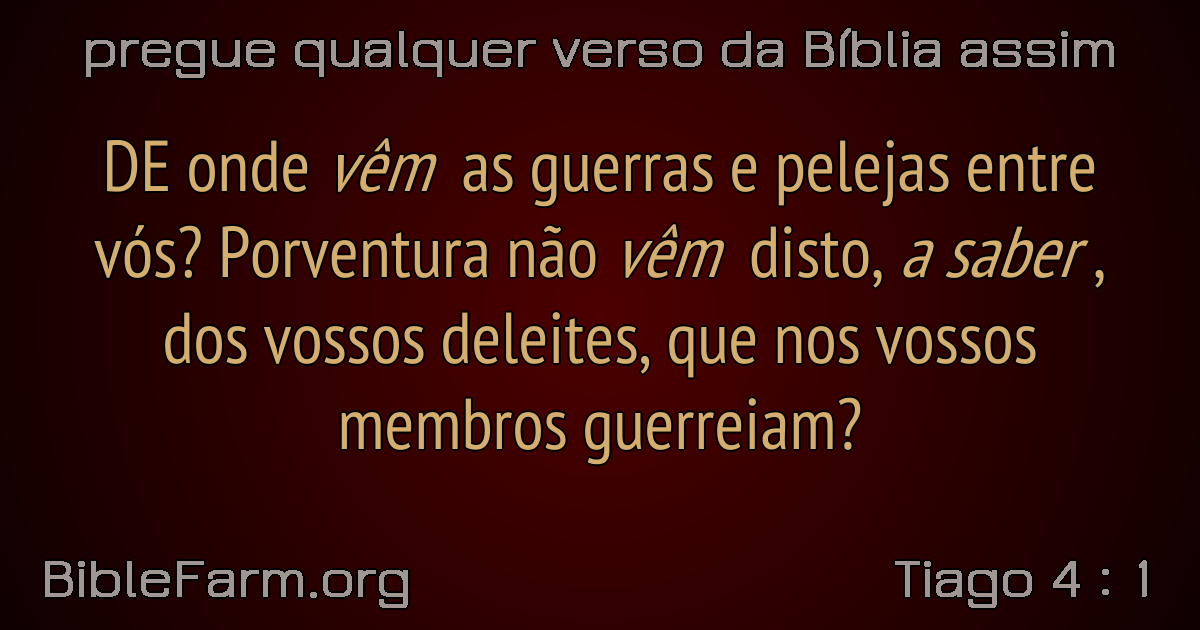 pregue qualquer verso da Bíblia assim
DE onde vêm as guerras e pelejas entre
vós? Porventura não vêm disto, a saber ,
dos vossos deleites, que nos vossos
membros guerreiam?
BibleFarm.org
Tiago 4 : 1